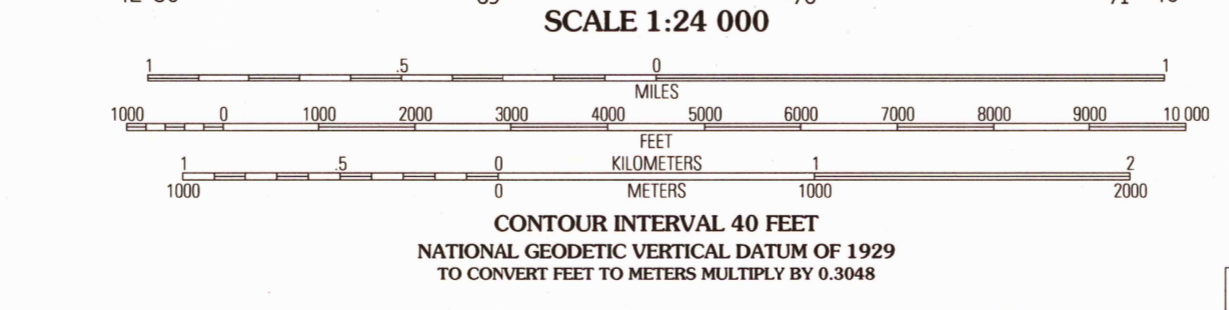 SCALE 1:24 000
1 .5 0 1
MILES
1000 0 1000 2000 3000 4000 5000 6000 7000 8000 9000 10 000
FEET
1 .5 0 KILOMETERS 1 2
1000 0 METERS 1000 2000
CONTOUR INTERVAL 40 FEET
NATIONAL GEODETIC VERTICAL DATUM OF 1929
TO CONVERT FEET TO METERS MULTIPLY BY 0.3048